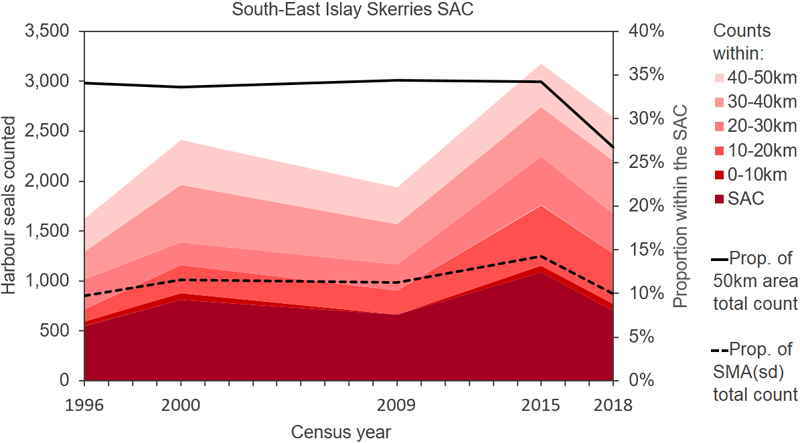 South-East Islay Skerries SAC
3,500
3,000
2,500
2,000
1,500
1,000
500
0
Harbour seals counted
1996
2000
2009
2015
2018
Census year
40%
35%
30%
25%
20%
15%
10%
5%
0%
Proportion within the SAC
Counts
within:
40-50km
30-40km
20-30km
10-20km
0-10km
SAC
Prop. of
50km area
total count
Prop. of
SMA(sd)
total count